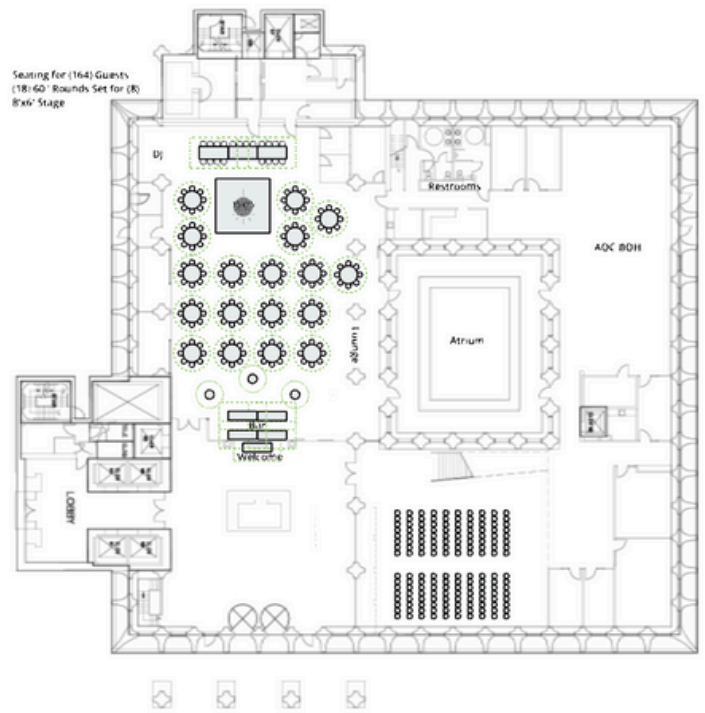 Seating for (164) Guests
(18) 60" Rounds Set for (8)
8'x6' Stage
DJ
Restrooms
AOC BOH
Lounge
Atrium
Bar
Welcome
LOBBY